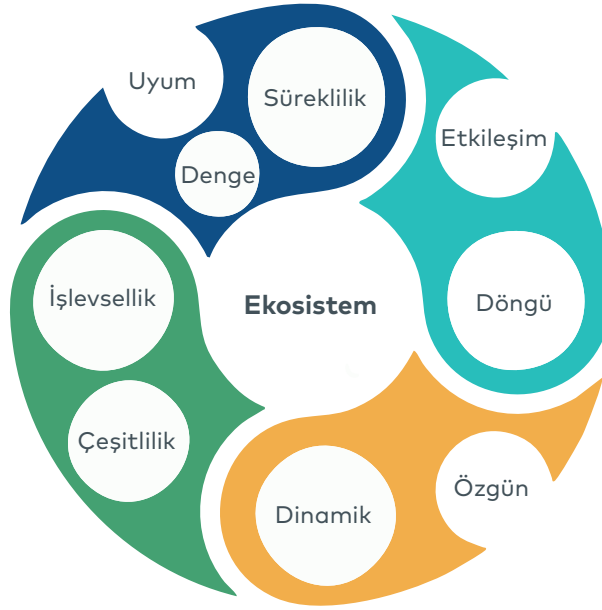 Uyum
Süreklilik
Etkileşim
Denge
İşlevsellik
Ekosistem
Döngü
Çeşitlilik
Özgün
Dinamik